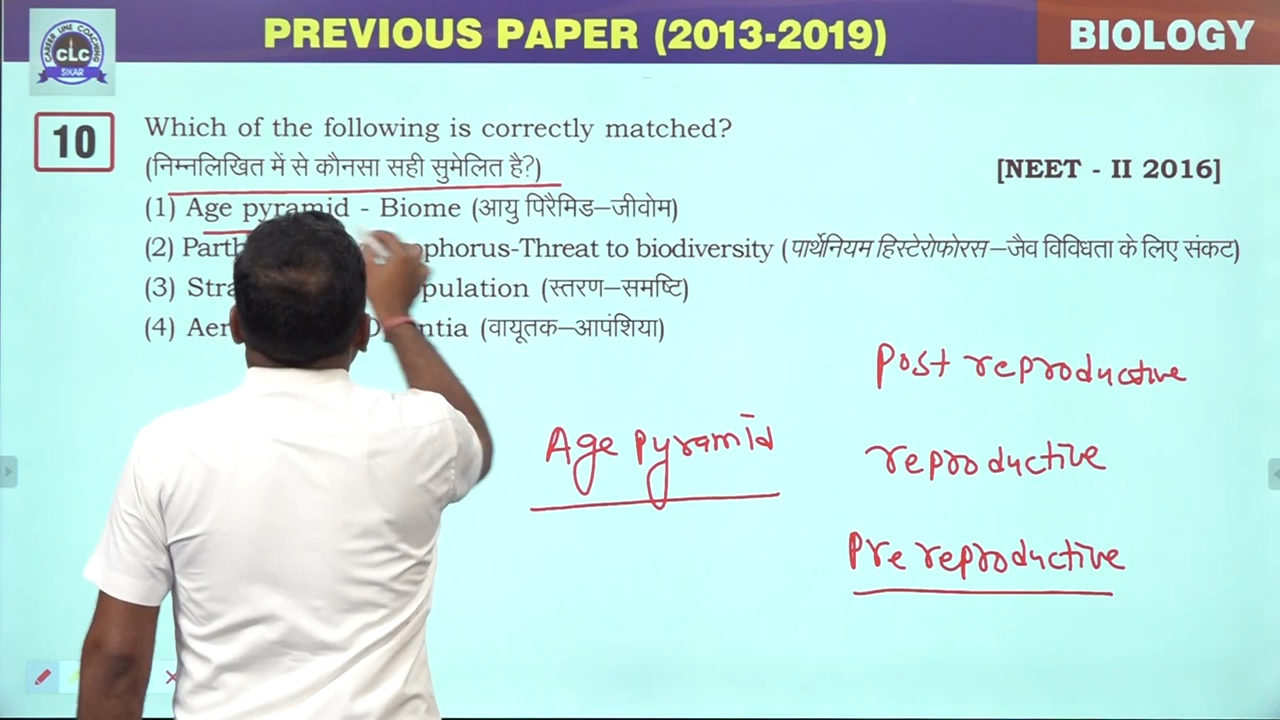 PREVIOUS PAPER (2013-2019)
BIOLOGY
CAREER LINE COACHING
CLC
SIKAR
10
Which of the following is correctly matched?
(निम्नलिखित में से कौनसा सही सुमेलित है?)
[NEET - II 2016]
(1) Age pyramid - Biome (आयु पिरैमिड–जीवोम)
(2) Parth ophorus-Threat to biodiversity (पार्थेनियम हिस्टेरोफोरस–जैव विविधता के लिए संकट)
(3) Stra pulation (स्तरण–समष्टि)
(4) Aer O ntia (वायूतक–आपंशिया)
Post reproductive
Age pyramid
reproductive
Pre reproductive